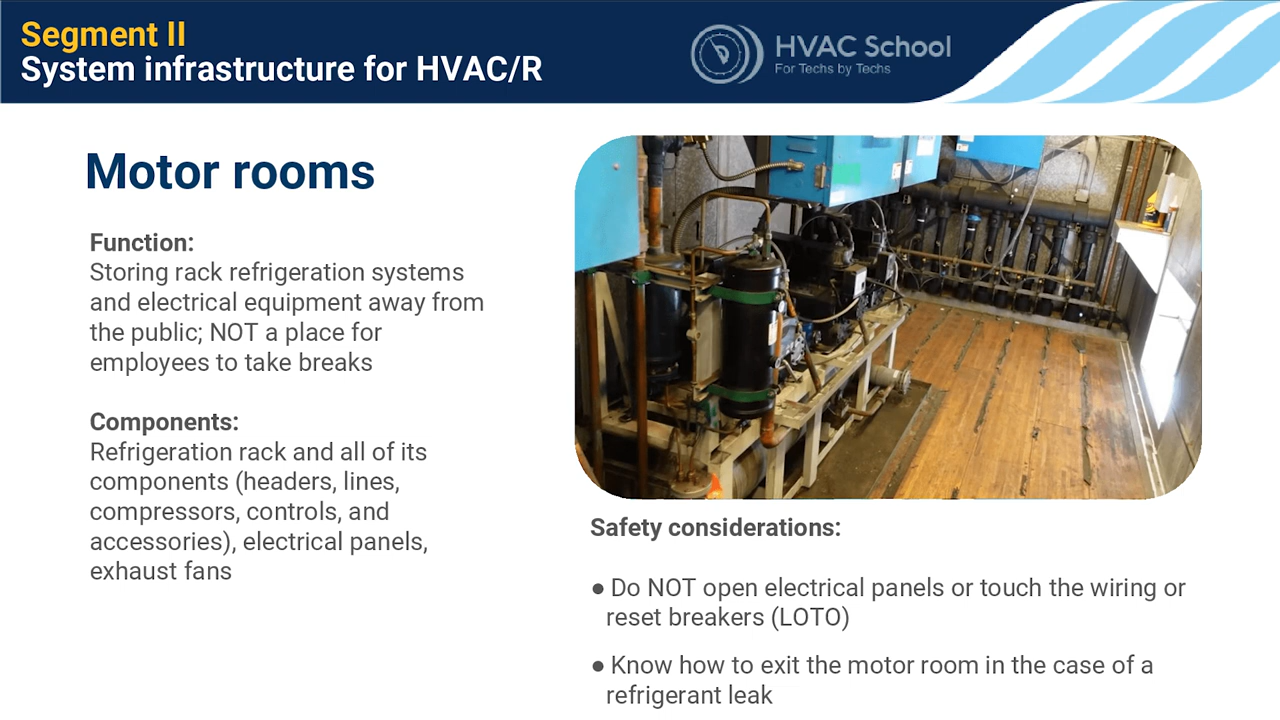 Segment II
System infrastructure for HVAC/R
HVAC School
For Techs by Techs
Motor rooms
Function:
Storing rack refrigeration systems
and electrical equipment away from
the public; NOT a place for
employees to take breaks
Components:
Refrigeration rack and all of its
components (headers, lines,
compressors, controls, and
accessories), electrical panels,
exhaust fans
Safety considerations:
● Do NOT open electrical panels or touch the wiring or
reset breakers (LOTO)
● Know how to exit the motor room in the case of a
refrigerant leak